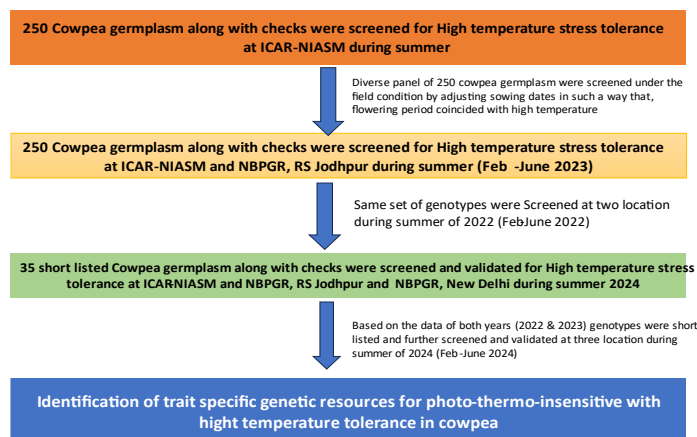 250 Cowpea germplasm along with checks were screened for High temperature stress tolerance
at ICAR-NIASM during summer
Diverse panel of 250 cowpea germplasm were screened under the
field condition by adjusting sowing dates in such a way that,
flowering period coincided with high temperature
250 Cowpea germplasm along with checks were screened for High temperature stress tolerance
at ICAR-NIASM and NBPGR, RS Jodhpur during summer (Feb -June 2023)
Same set of genotypes were Screened at two location
during summer of 2022 (Feb-June 2022)
35 short listed Cowpea germplasm along with checks were screened and validated for High temperature stress
tolerance at ICAR-NIASM and NBPGR, RS Jodhpur and NBPGR, New Delhi during summer 2024
Based on the data of both years (2022 & 2023) genotypes were short
listed and further screened and validated at three location during
summer of 2024 (Feb-June 2024)
Identification of trait specific genetic resources for photo-thermo-insensitive with
hight temperature tolerance in cowpea